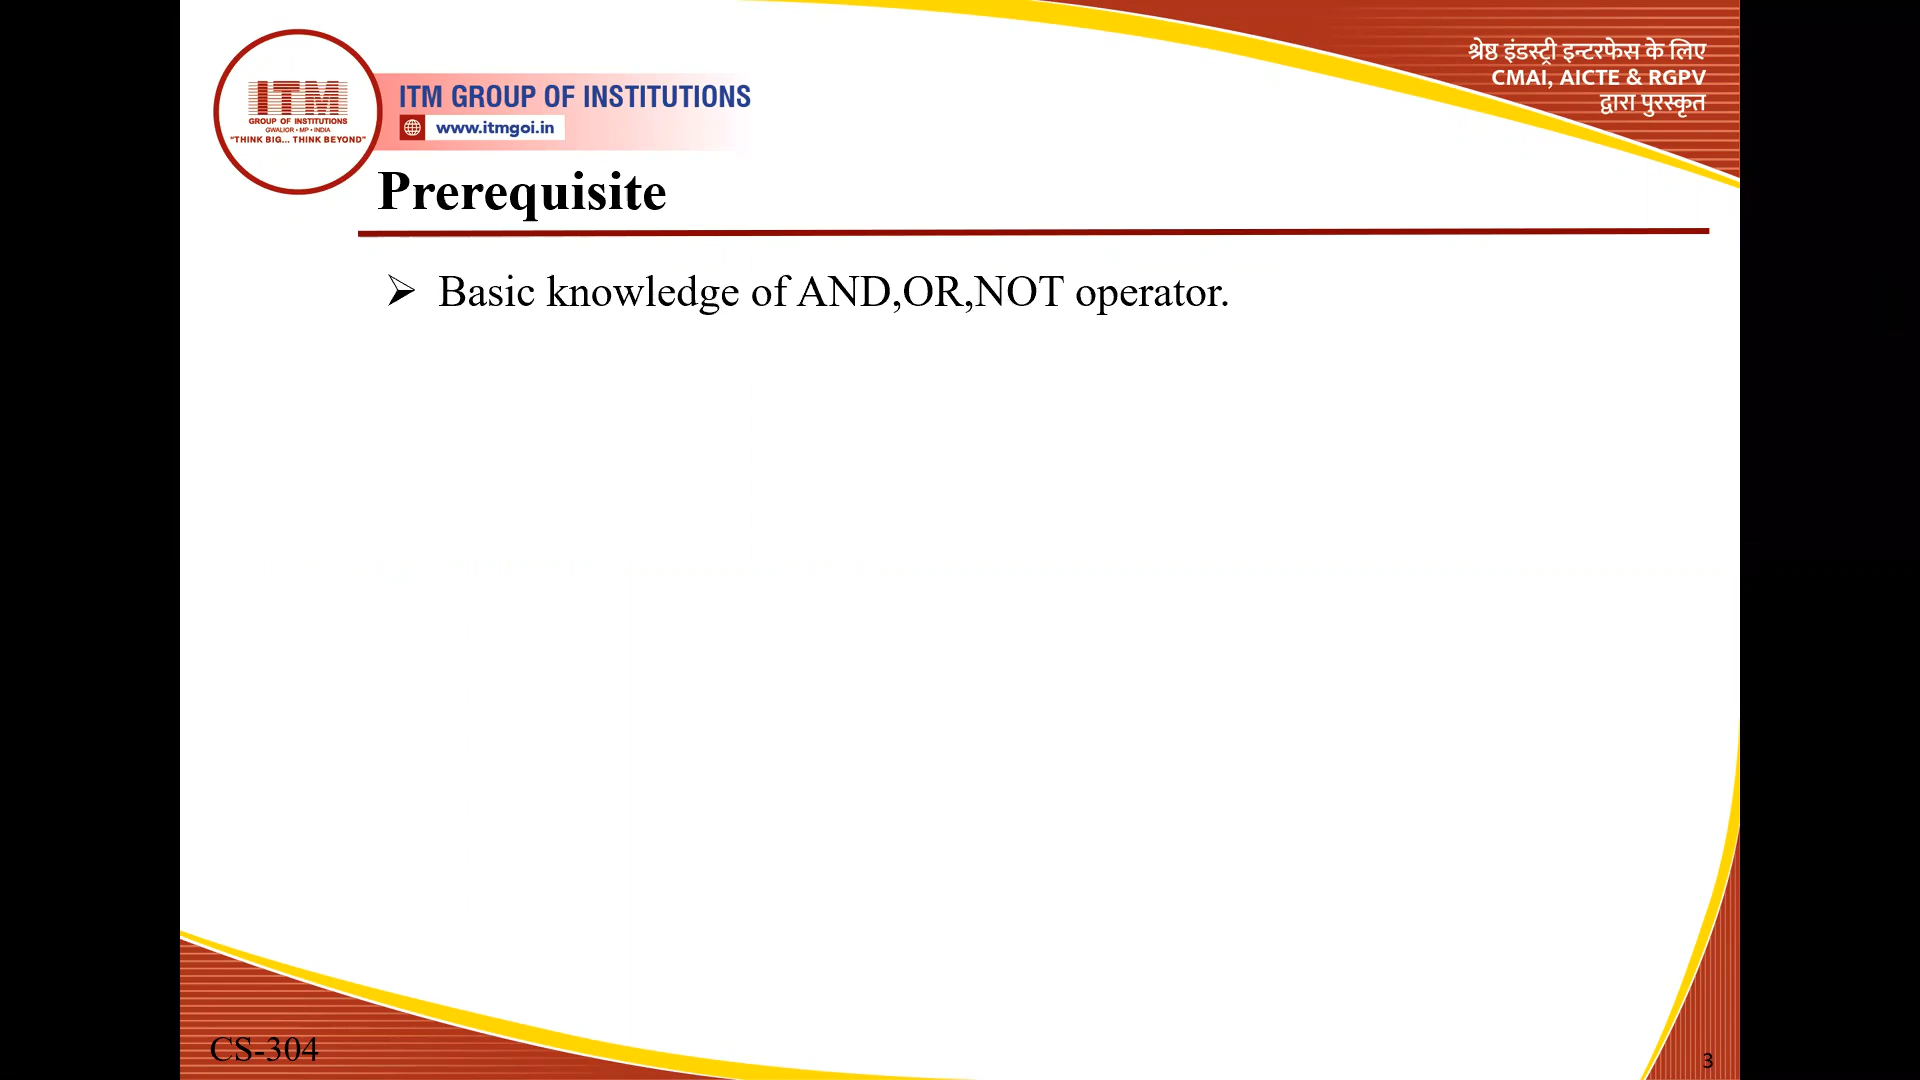 ITM
GROUP OF INSTITUTIONS
GWALIOR • MP • INDIA
"THINK BIG... THINK BEYOND"
ITM GROUP OF INSTITUTIONS
www.itmgoi.in
श्रेष्ठ इंडस्ट्री इन्टरफेस के लिए
CMAI, AICTE & RGPV
द्वारा पुरस्कृत
Prerequisite
➢ Basic knowledge of AND,OR,NOT operator.
CS-304
3